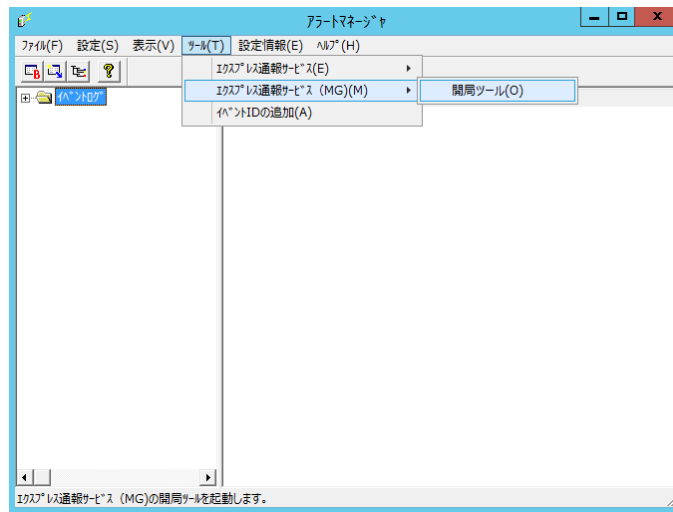 アラートマネージャ
ﾌｧｲﾙ(F) 設定(S) 表示(V) ﾂｰﾙ(T) 設定情報(E) ﾍﾙﾌﾟ(H)
ｴｸｽﾌﾟﾚｽ通報ｻｰﾋﾞｽ(E)
ｴｸｽﾌﾟﾚｽ通報ｻｰﾋﾞｽ（MG)(M) 開局ツール(O)
ｲﾍﾞﾝﾄIDの追加(A)
ｲﾍﾞﾝﾄﾛｸﾞ
ｴｸｽﾌﾟﾚｽ通報ｻｰﾋﾞｽ（MG)の開局ﾂｰﾙを起動します。